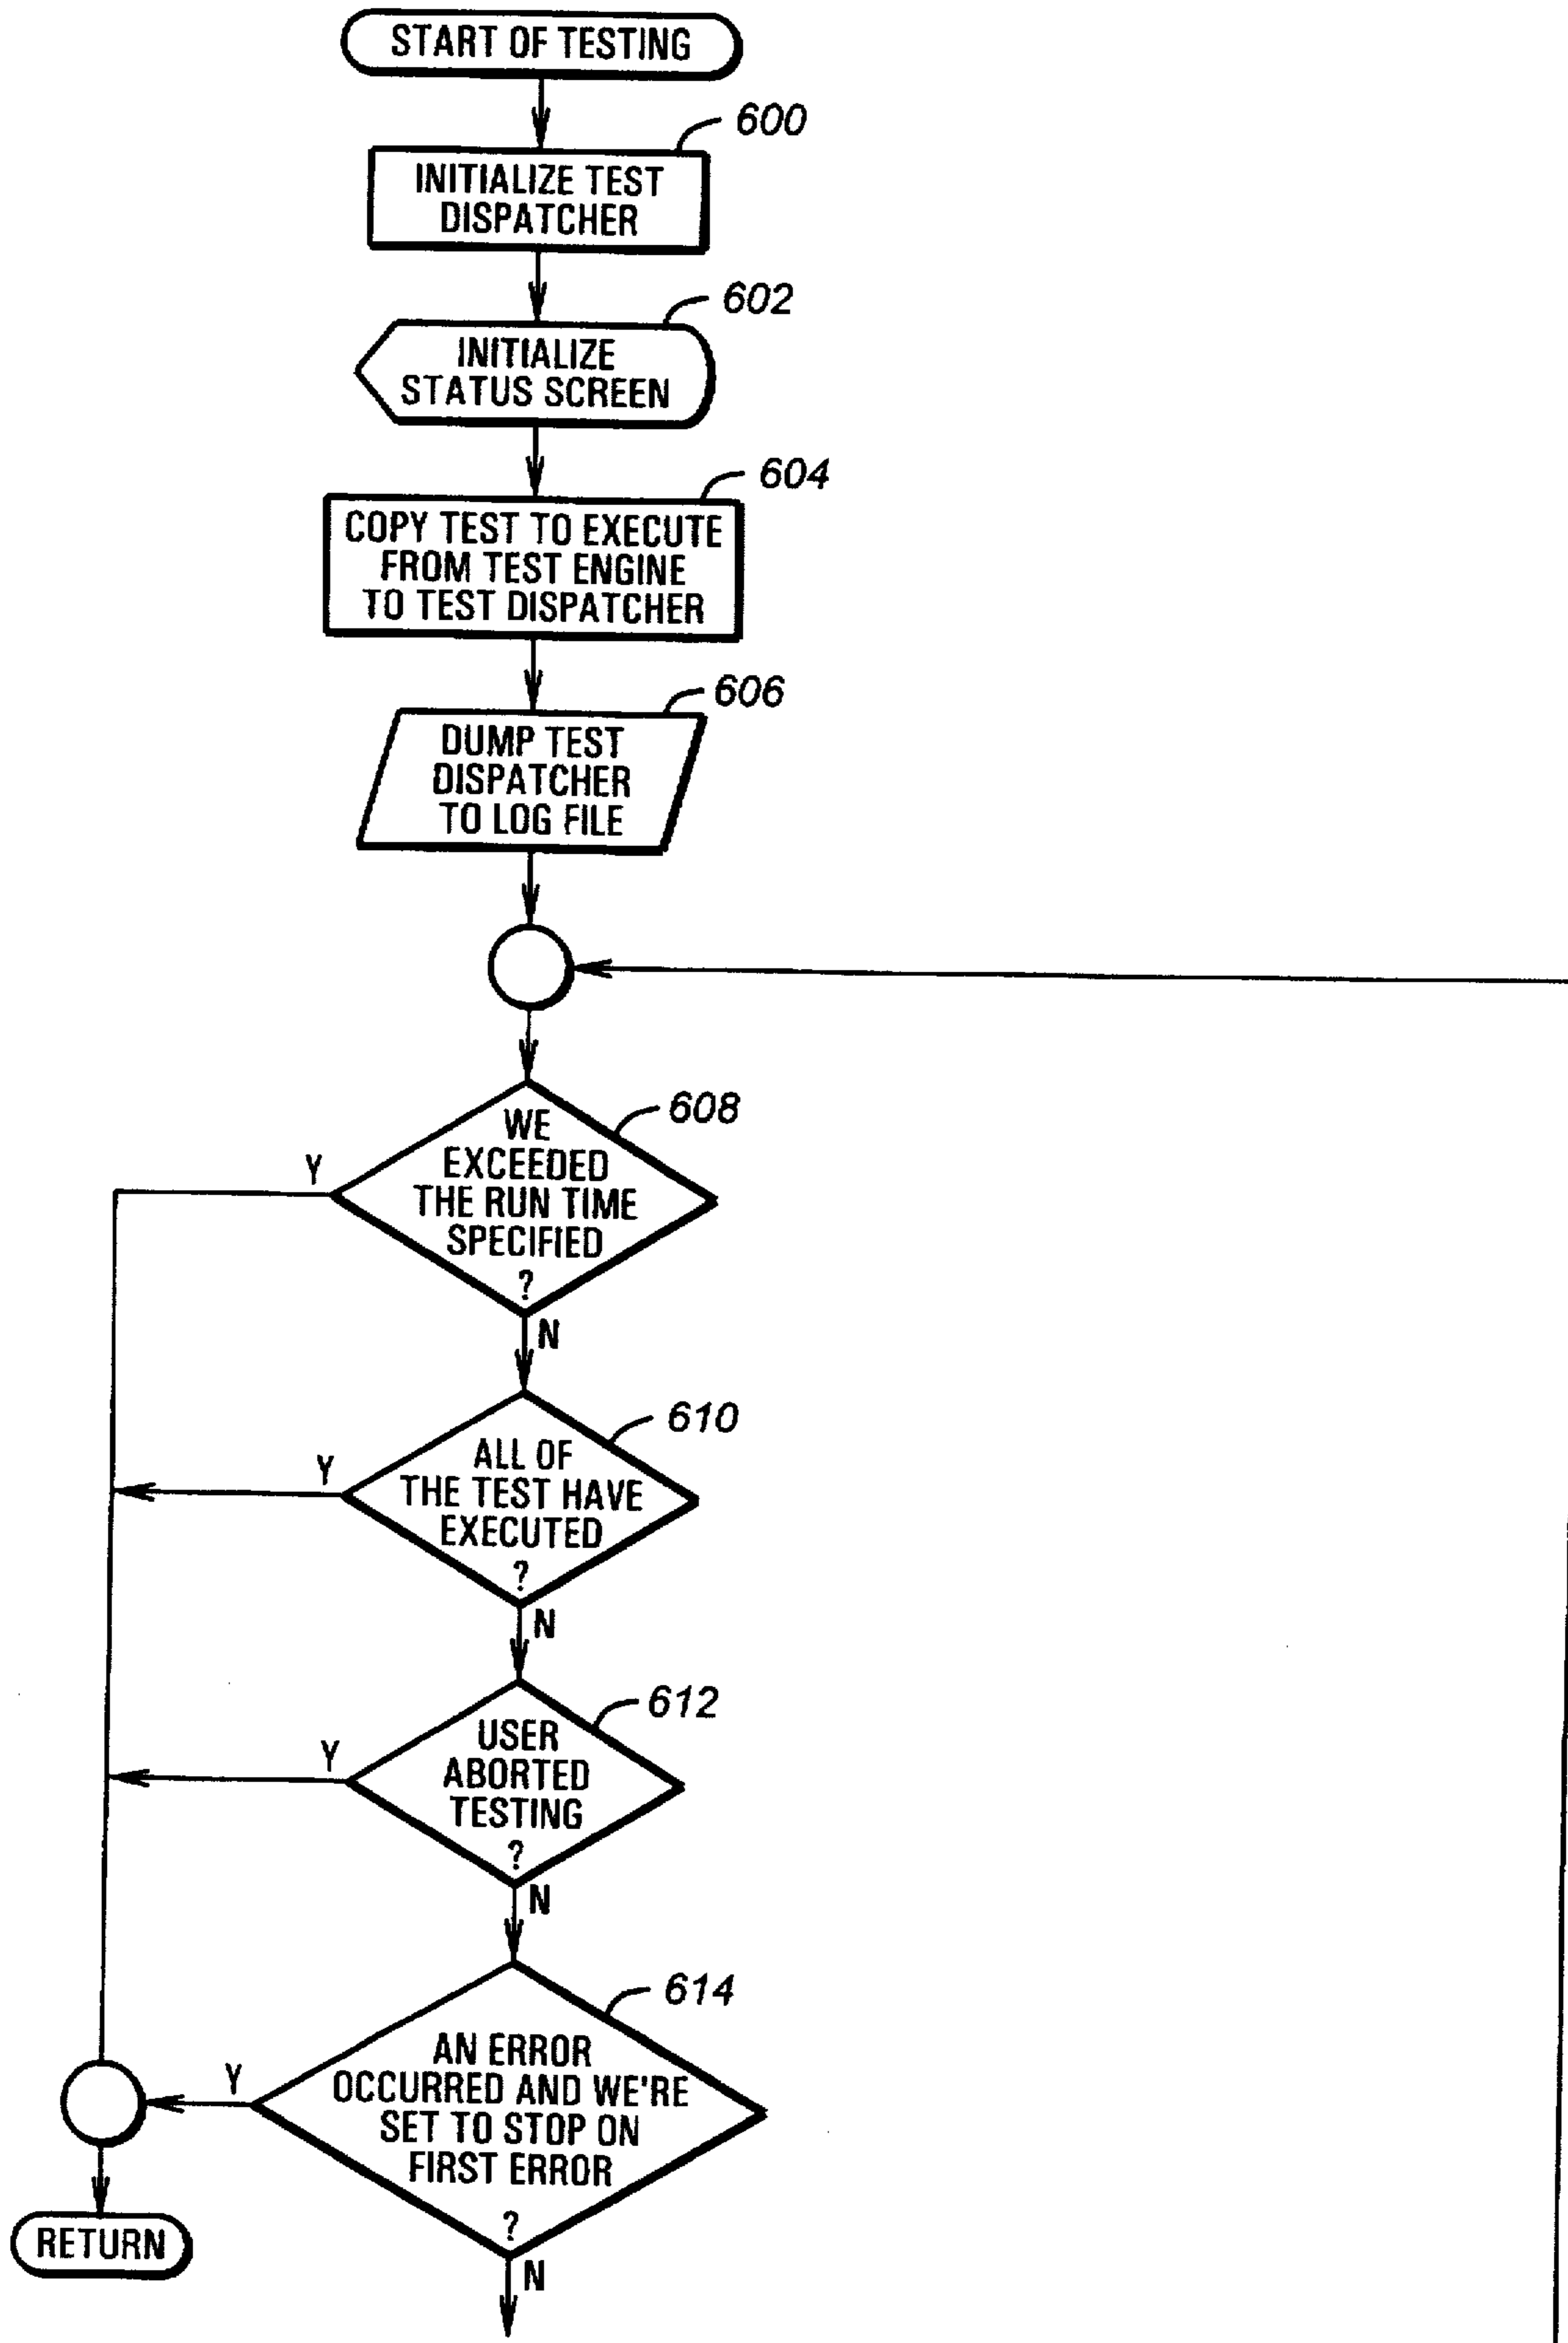 START OF TESTING
600
INITIALIZE TEST
DISPATCHER
602
INITIALIZE
STATUS SCREEN
604
COPY TEST TO EXECUTE
FROM TEST ENGINE
TO TEST DISPATCHER
606
DUMP TEST
DISPATCHER
TO LOG FILE
608
WE
EXCEEDED
THE RUN TIME
SPECIFIED
?
Y
N
610
ALL OF
THE TEST HAVE
EXECUTED
?
Y
N
612
USER
ABORTED
TESTING
?
Y
N
614
AN ERROR
OCCURRED AND WE'RE
SET TO STOP ON
FIRST ERROR
?
Y
N
RETURN